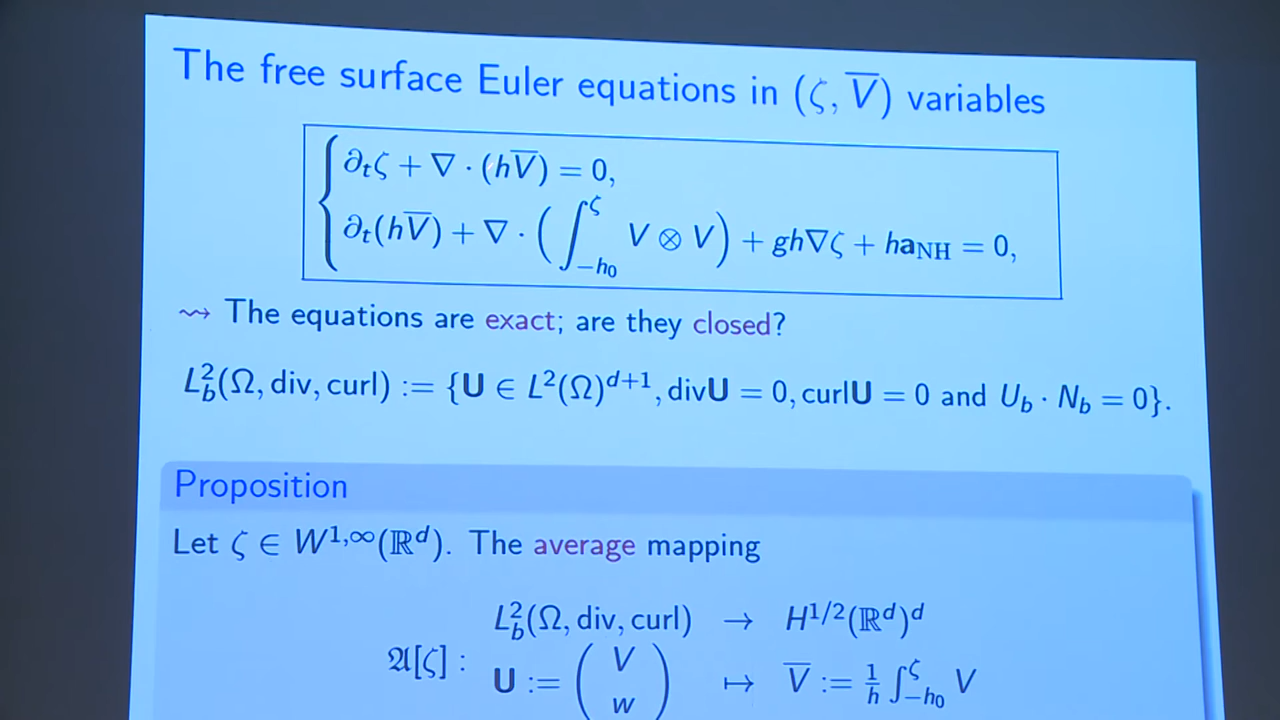 The free surface Euler equations in (ζ, V̅) variables
∂ₜζ + ∇ · (hV̅) = 0,
∂ₜ(hV̅) + ∇ · (∫_{−h₀}^{ζ} V ⊗ V) + gh∇ζ + ha_NH = 0,
⇝ The equations are exact; are they closed?
L²_b(Ω, div, curl) := {U ∈ L²(Ω)^{d+1}, divU = 0, curlU = 0 and U_b · N_b = 0}.
Proposition
Let ζ ∈ W^{1,∞}(ℝ^d). The average mapping
L²_b(Ω, div, curl) → H^{1/2}(ℝ^d)^d
𝔄[ζ] : U := (V w) ↦ V̅ := 1/h ∫_{−h₀}^{ζ} V